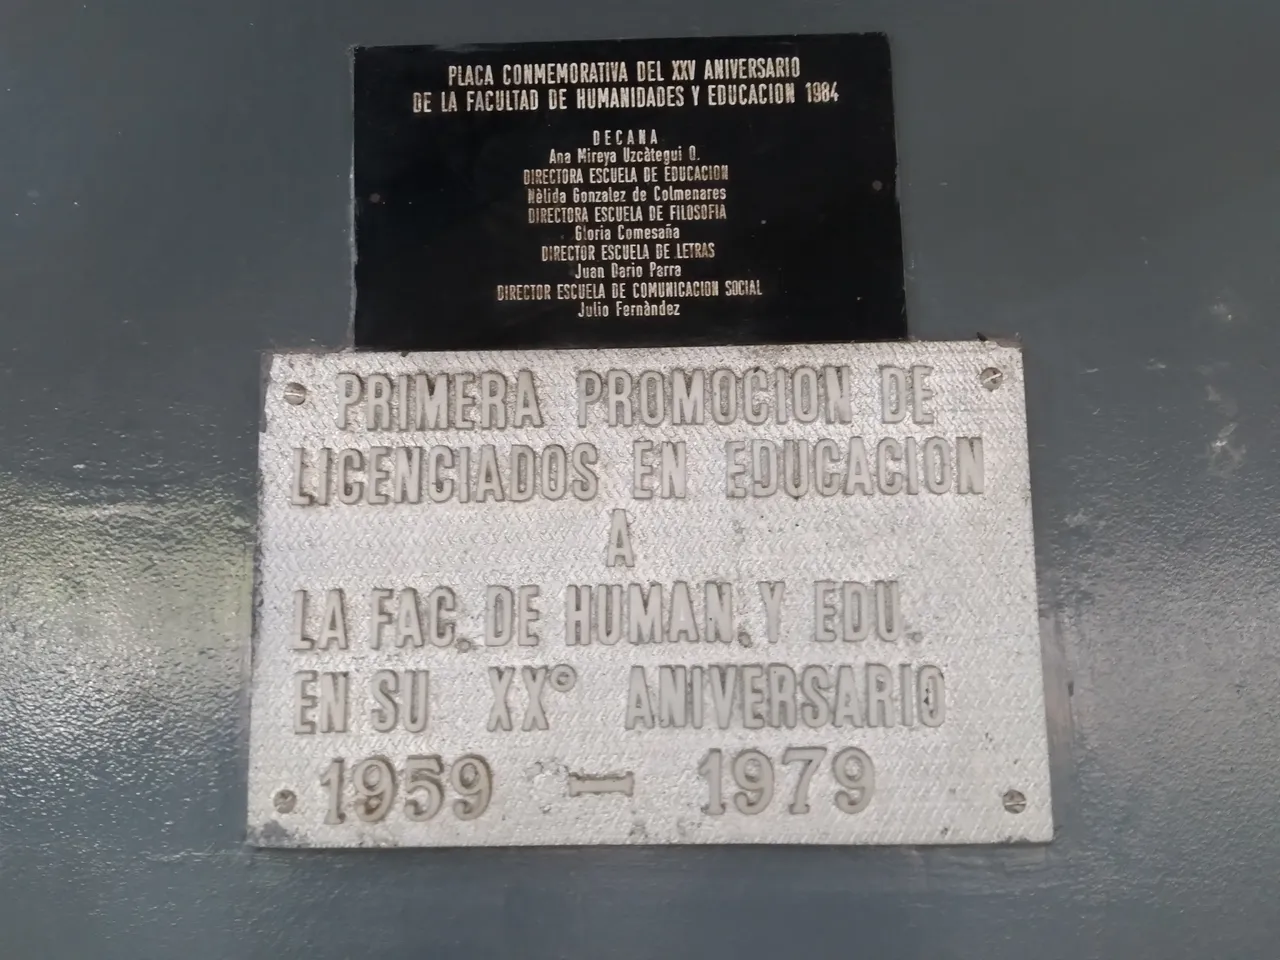 PLACA CONMEMORATIVA DEL XXV ANIVERSARIO
DE LA FACULTAD DE HUMANIDADES Y EDUCACION 1984
DECANA
Ana Mireya Uzcàtegui Q.
DIRECTORA ESCUELA DE EDUCACION
Nèlida Gonzalez de Colmenares
DIRECTORA ESCUELA DE FILOSOFIA
Gloria Comesaña
DIRECTOR ESCUELA DE LETRAS
Juan Dario Parra
DIRECTOR ESCUELA DE COMUNICACION SOCIAL
Julio Fernàndez
PRIMERA PROMOCION DE
LICENCIADOS EN EDUCACION
A
LA FAC. DE HUMAN. Y EDU.
EN SU XX° ANIVERSARIO
1959 — 1979